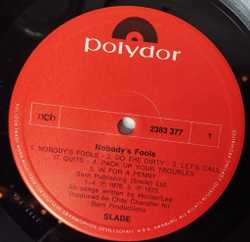 polydor
Nobody's Fools
ncb
2383 377
1
1. NOBODY'S FOOLS - 2. DO THE DIRTY - 3. LET'S CALL
IT QUITS - 4. PACK UP YOUR TROUBLES
5. IN FOR A PENNY
Barn Publishing (Slade) Ltd.
1-4. ℗ 1976, 5. ℗ 1975
All songs written by Holder/Lea
Produced by Chas Chandler for
Barn Productions
SLADE